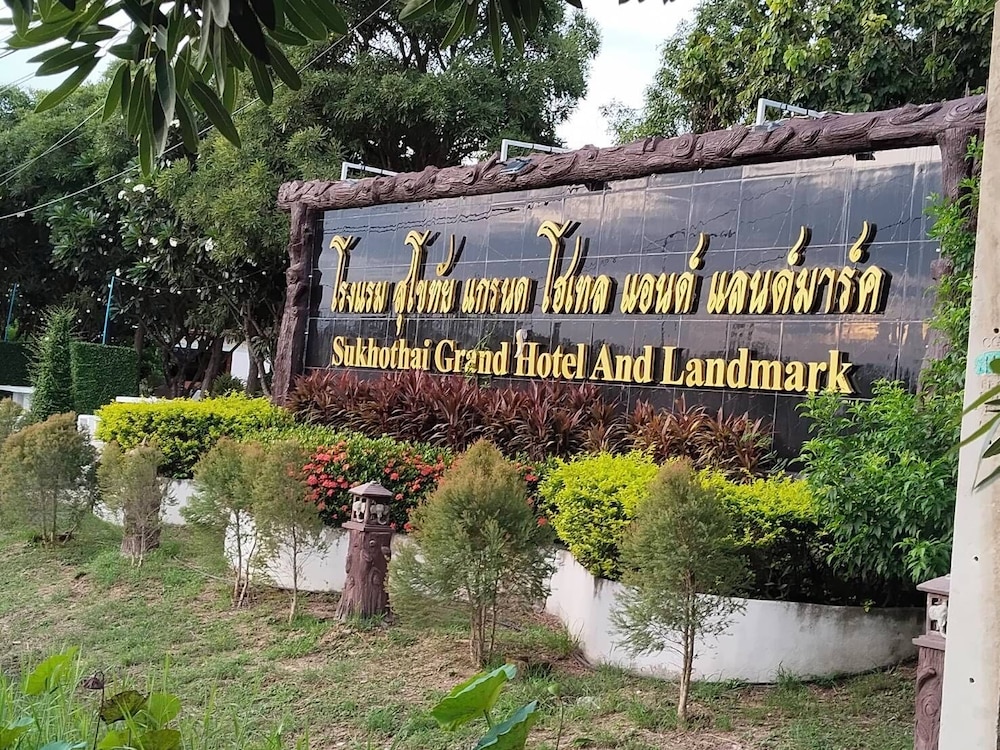 โรงแรม สุโขทัย แกรนด โฮเทล แอนด์ แลนด์มาร์ค
Sukhothai Grand Hotel And Landmark